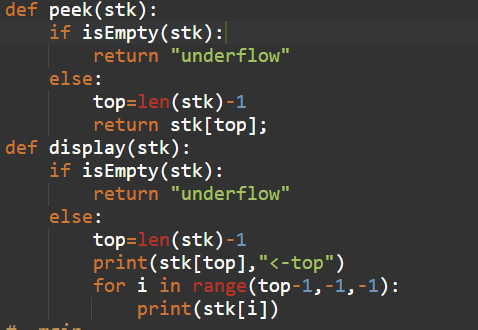 def peek(stk):
    if isEmpty(stk):
        return "underflow"
    else:
        top=len(stk)-1
        return stk[top];
def display(stk):
    if isEmpty(stk):
        return "underflow"
    else:
        top=len(stk)-1
        print(stk[top],"<-top")
        for i in range(top-1,-1,-1):
            print(stk[i])